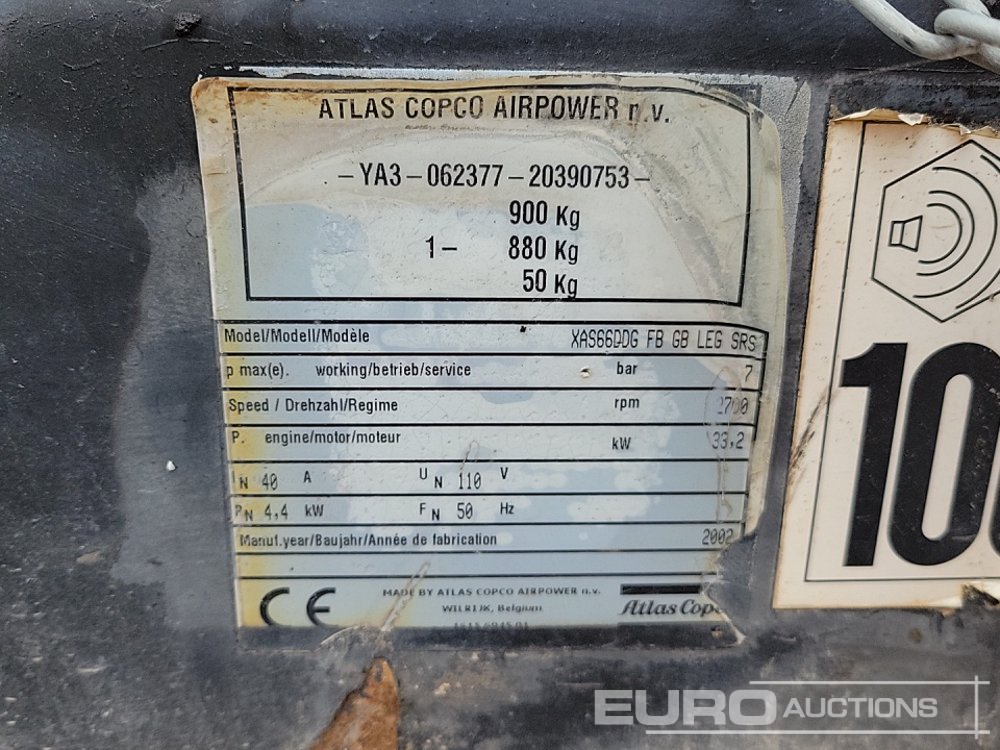 ATLAS COPCO AIRPOWER n.v.
– YA3 – 062377 – 20390753 –
900 Kg
1 – 880 Kg
50 Kg
Model/Modell/Modèle XAS66DDG FB GB LEG SRS
p max(e). working/betrieb/service bar 7
Speed / Drehzahl/Regime rpm 2700
P. engine/motor/moteur kW 33,2
IN 40 A UN 110 V
PN 4,4 kW FN 50 Hz
Manuf.year/Baujahr/Année de fabrication 2002
CE
MADE BY ATLAS COPCO AIRPOWER n.v.
WILRIJK, Belgium
Atlas Cop
10
EURO AUCTIONS